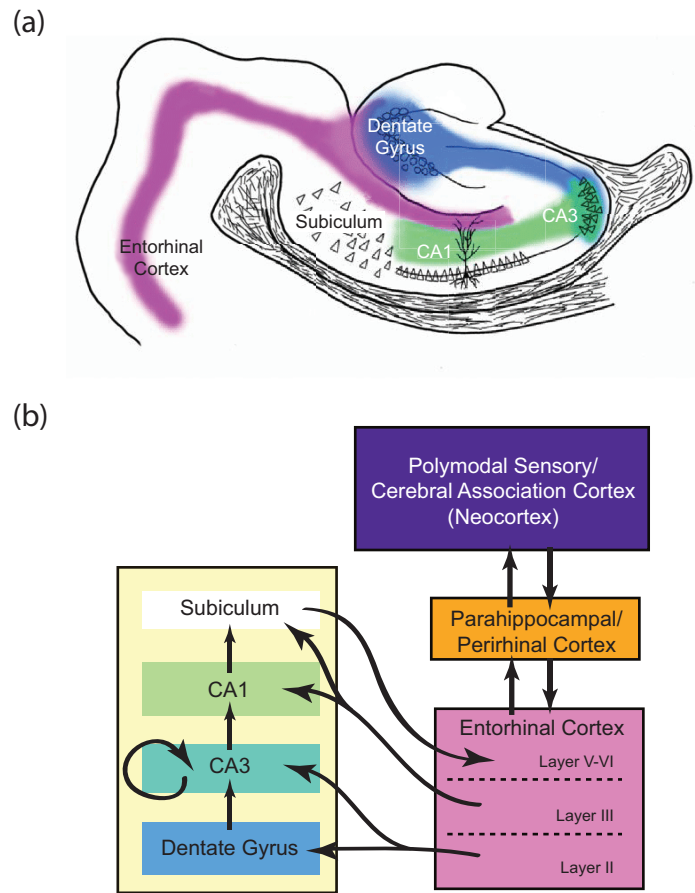 (a)
Dentate
Gyrus
Subiculum
CA3
CA1
Entorhinal
Cortex
(b)
Polymodal Sensory/
Cerebral Association Cortex
(Neocortex)
Subiculum
Parahippocampal/
Perirhinal Cortex
CA1
Entorhinal Cortex
Layer V-VI
CA3
Layer III
Dentate Gyrus
Layer II